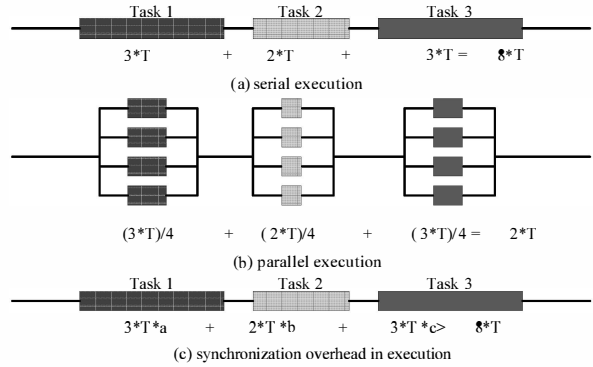 Task 1 Task 2 Task 3
3*T + 2*T + 3*T = 8*T
(a) serial execution
(3*T)/4 + ( 2*T)/4 + ( 3*T)/4 = 2*T
(b) parallel execution
Task 1 Task 2 Task 3
3*T *a + 2*T *b + 3*T *c> 8*T
(c) synchronization overhead in execution